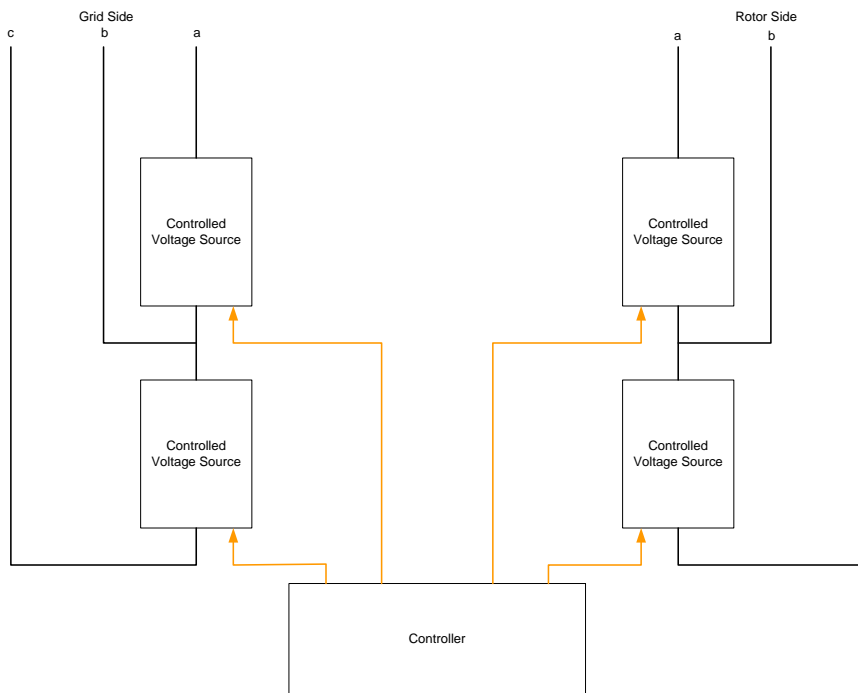 Grid Side
Rotor Side
c
b
a
a
b
Controlled
Voltage Source
Controlled
Voltage Source
Controlled
Voltage Source
Controlled
Voltage Source
Controller